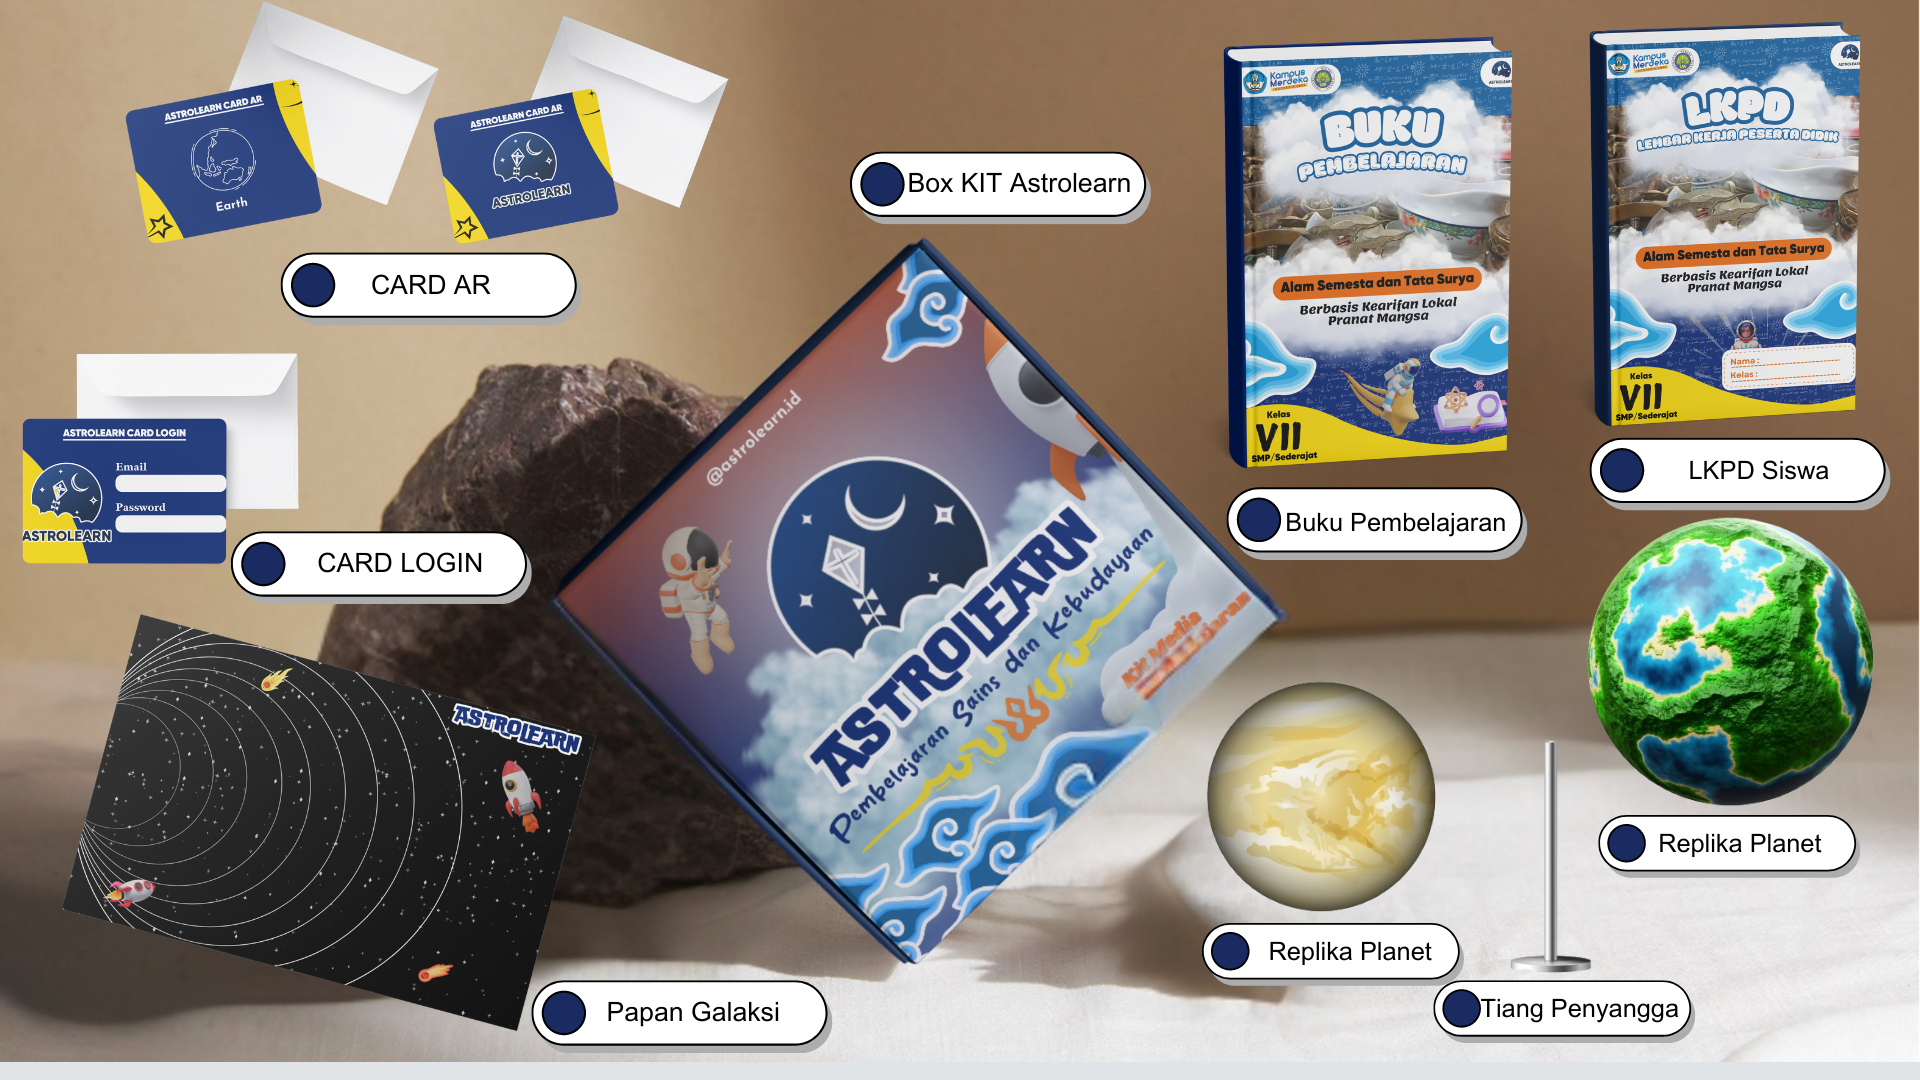 ASTROLEARN CARD AR
Earth
ASTROLEARN CARD AR
ASTROLEARN
CARD AR
ASTROLEARN CARD LOGIN
Email
Password
ASTROLEARN
CARD LOGIN
ASTROLEARN
Papan Galaksi
Box KIT Astrolearn
@astrolearn.id
ASTROLEARN
Pembelajaran Sains dan Kebudayaan
Kit Media
Kampus
Merdeka
ASTROLEARN
BUKU
PEMBELAJARAN
Alam Semesta dan Tata Surya
Berbasis Kearifan Lokal
Pranat Mangsa
Kelas
VII
SMP/Sederajat
Buku Pembelajaran
Kampus
Merdeka
LKPD
LEMBAR KERJA PESERTA DIDIK
Alam Semesta dan Tata Surya
Berbasis Kearifan Lokal
Pranat Mangsa
Nama :
Kelas :
Kelas
VII
SMP/Sederajat
LKPD Siswa
Replika Planet
Replika Planet
Tiang Penyangga